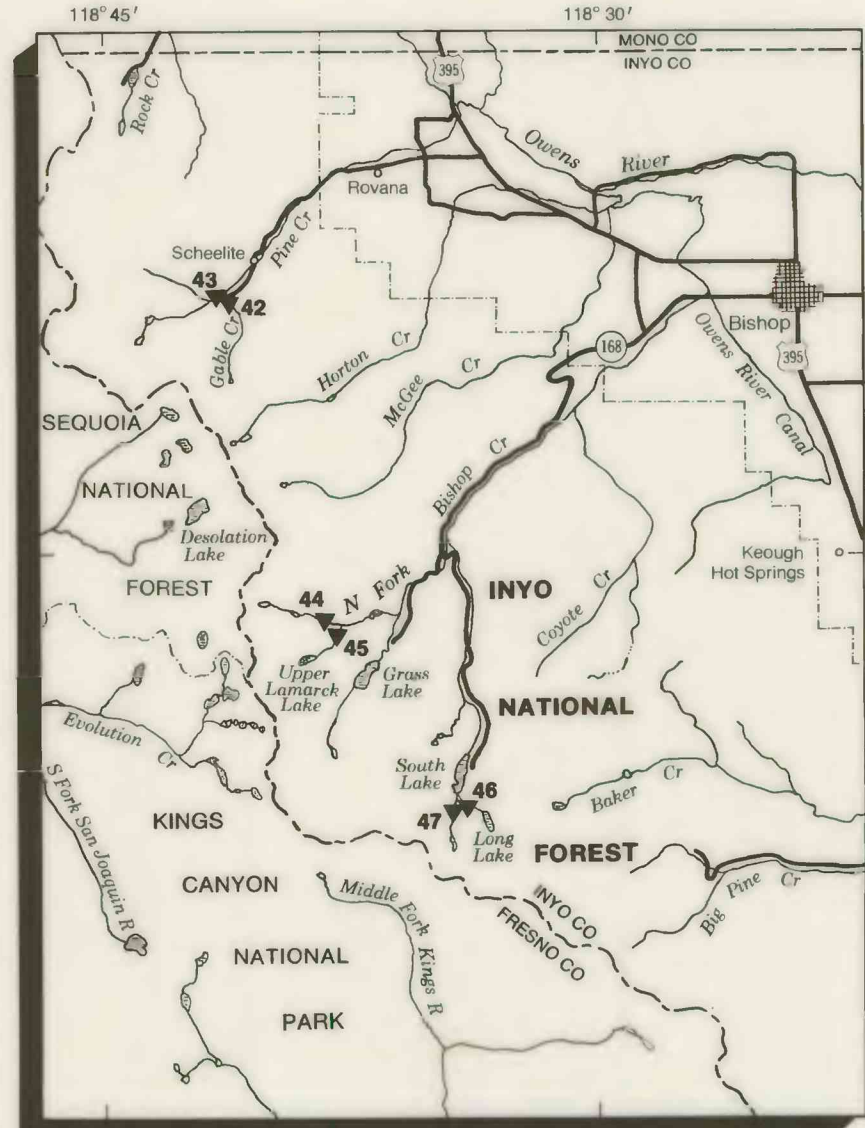 118° 45'
118° 30'
MONO CO
INYO CO
395
Rock Cr
Owens
River
Rovana
Scheelite
Pine Cr
43
42
Gable Cr
Bishop
168
Horton Cr
McGee Cr
395
Owens River Canal
SEQUOIA
NATIONAL
FOREST
Desolation
Lake
Bishop Cr
Keough
Hot Springs
INYO
44
N Fork
45
Coyote Cr
Upper
Lamarck
Lake
Grass
Lake
NATIONAL
Evolution Cr
South
Lake
S Fork San Joaquin R
46
Baker Cr
KINGS
47
Long
Lake
FOREST
CANYON
Middle Fork Kings R
INYO CO
FRESNO CO
Big Pine Cr
NATIONAL
PARK